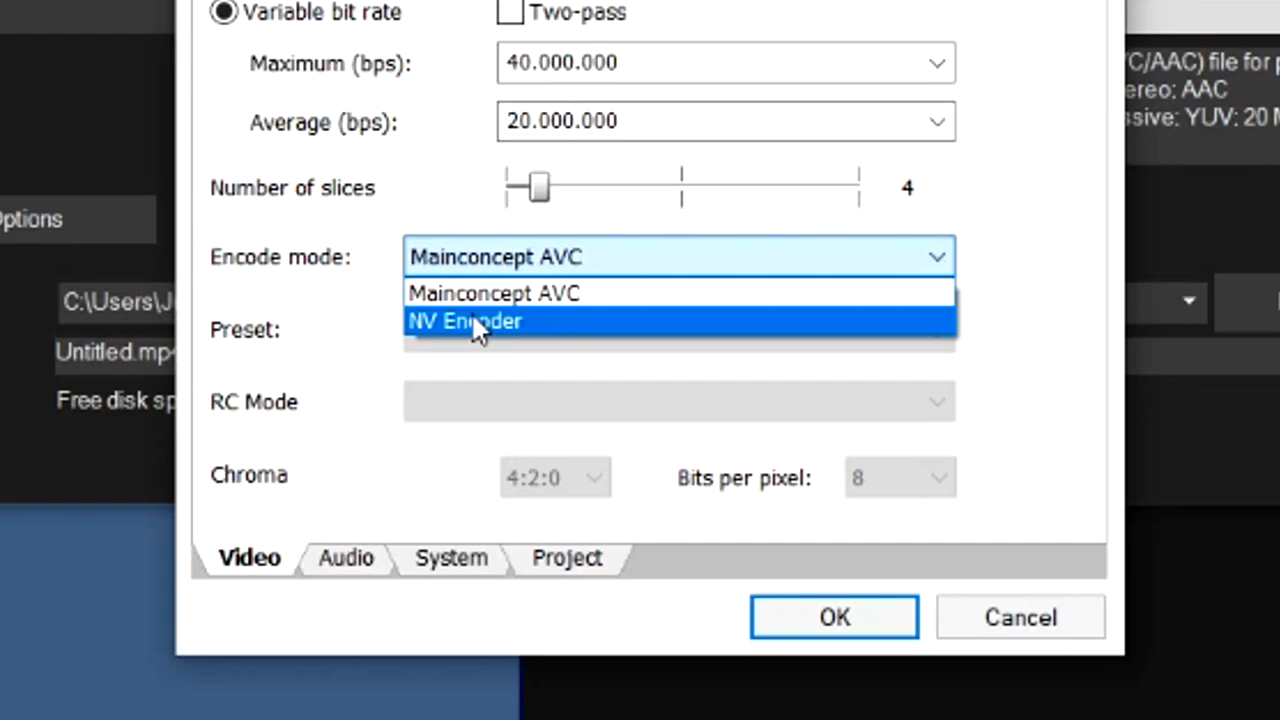 Variable bit rate
Two-pass
Maximum (bps):
40.000.000
C/AAC) file for p
ereo: AAC
ssive: YUV: 20 M
Average (bps):
20.000.000
Number of slices
4
Options
Encode mode:
Mainconcept AVC
Mainconcept AVC
NV Encoder
C:\Users\J
Preset:
Untitled.mp4
Free disk sp
RC Mode
Chroma
4:2:0
Bits per pixel:
8
Video
Audio
System
Project
OK
Cancel